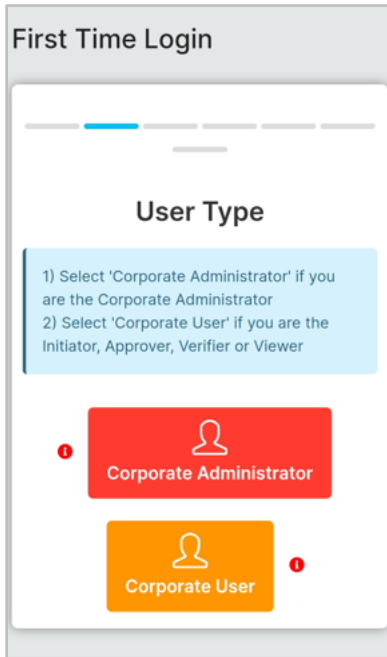 First Time Login
User Type
1) Select 'Corporate Administrator' if you
are the Corporate Administrator
2) Select 'Corporate User' if you are the
Initiator, Approver, Verifier or Viewer
Corporate Administrator
Corporate User